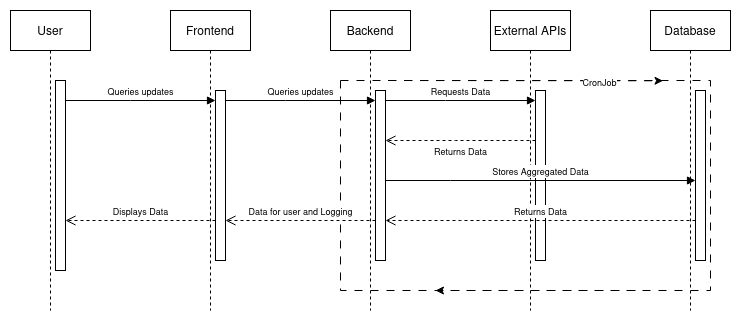 User
Frontend
Backend
External APIs
Database
CronJob
Queries updates
Queries updates
Requests Data
Returns Data
Stores Aggregated Data
Displays Data
Data for user and Logging
Returns Data